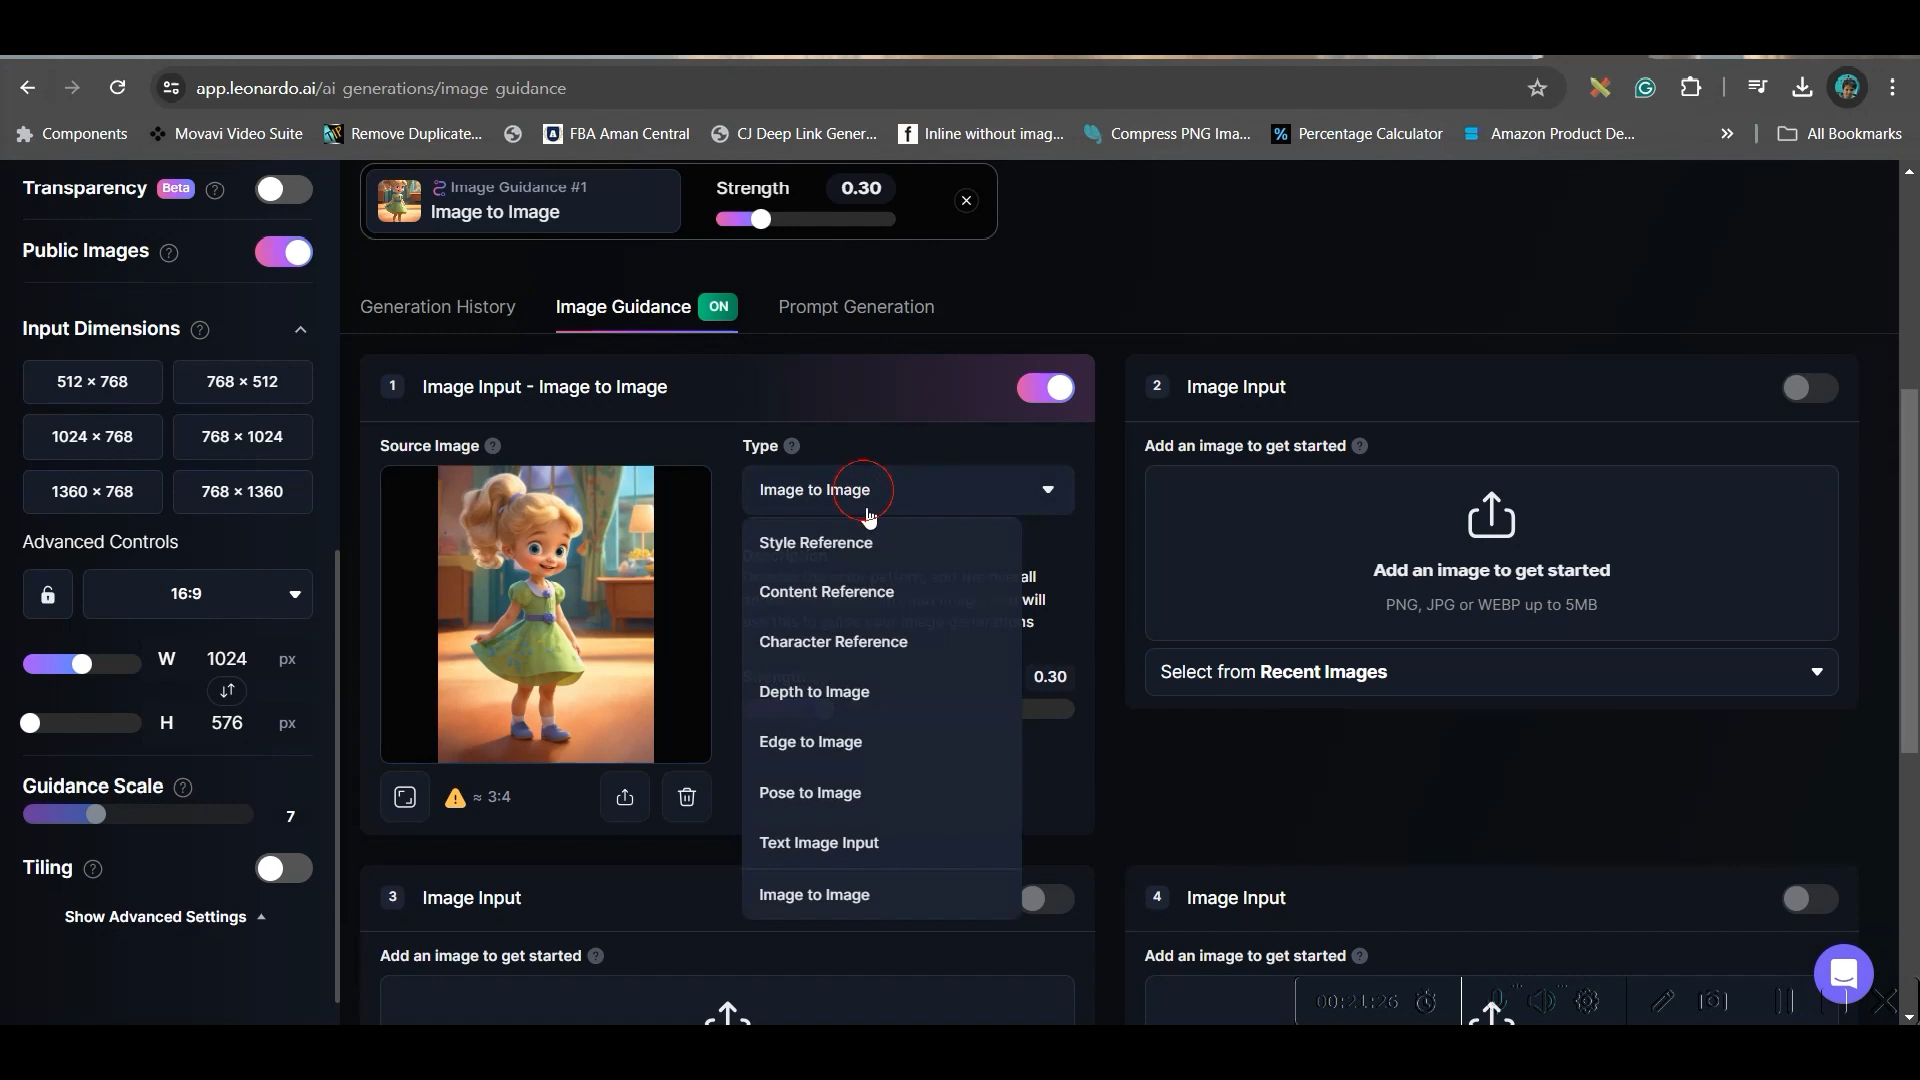 app.leonardo.ai/ai generations/image guidance
Components
Movavi Video Suite
Remove Duplicate...
FBA Aman Central
CJ Deep Link Gener...
Inline without imag...
Compress PNG Ima...
Percentage Calculator
Amazon Product De...
All Bookmarks
Transparency Beta
Public Images
Input Dimensions
512 × 768
768 × 512
1024 × 768
768 × 1024
1360 × 768
768 × 1360
Advanced Controls
16:9
W 1024 px
H 576 px
Guidance Scale
7
Tiling
Show Advanced Settings
Image Guidance #1
Image to Image
Strength 0.30
Generation History
Image Guidance ON
Prompt Generation
1 Image Input - Image to Image
Source Image
≈ 3:4
Type
Image to Image
Style Reference
Content Reference
Character Reference
Depth to Image
Edge to Image
Pose to Image
Text Image Input
Image to Image
all
will
0.30
2 Image Input
Add an image to get started
Add an image to get started
PNG, JPG or WEBP up to 5MB
Select from Recent Images
3 Image Input
Add an image to get started
4 Image Input
Add an image to get started
00:21:26